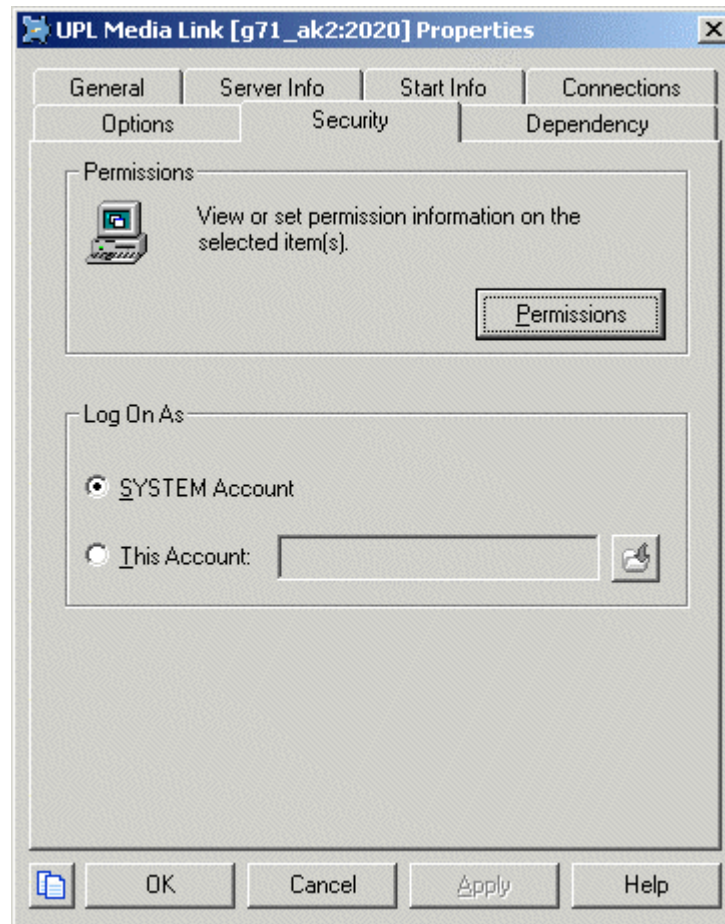 UPL Media Link [g71_ak2:2020] Properties
General Server Info Start Info Connections
Options Security Dependency
Permissions
View or set permission information on the
selected item(s).
Permissions
Log On As
SYSTEM Account
This Account:
OK Cancel Apply Help